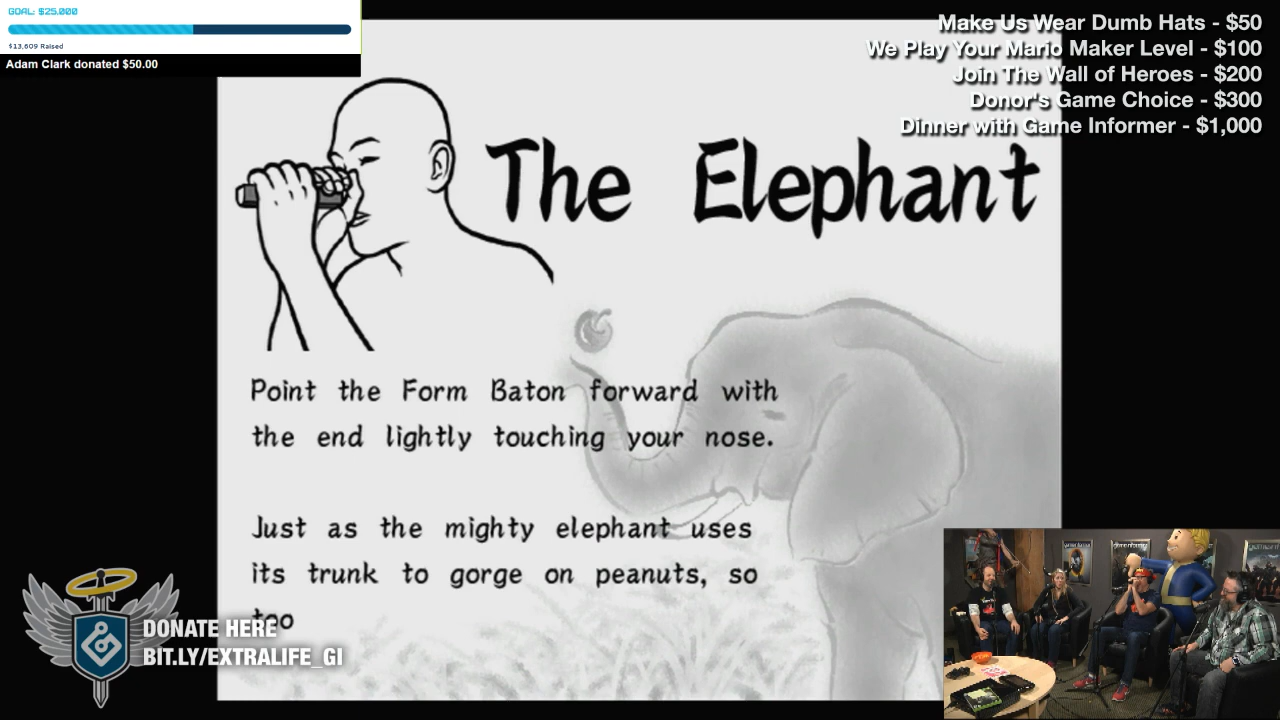 GOAL: $25,000
$13,609 Raised
Adam Clark donated $50.00
Make Us Wear Dumb Hats - $50
We Play Your Mario Maker Level - $100
Join The Wall of Heroes - $200
Donor's Game Choice - $300
Dinner with Game Informer - $1,000
The Elephant
Point the Form Baton forward with
the end lightly touching your nose.
Just as the mighty elephant uses
its trunk to gorge on peanuts, so
too
DONATE HERE
BIT.LY/EXTRALIFE_GI